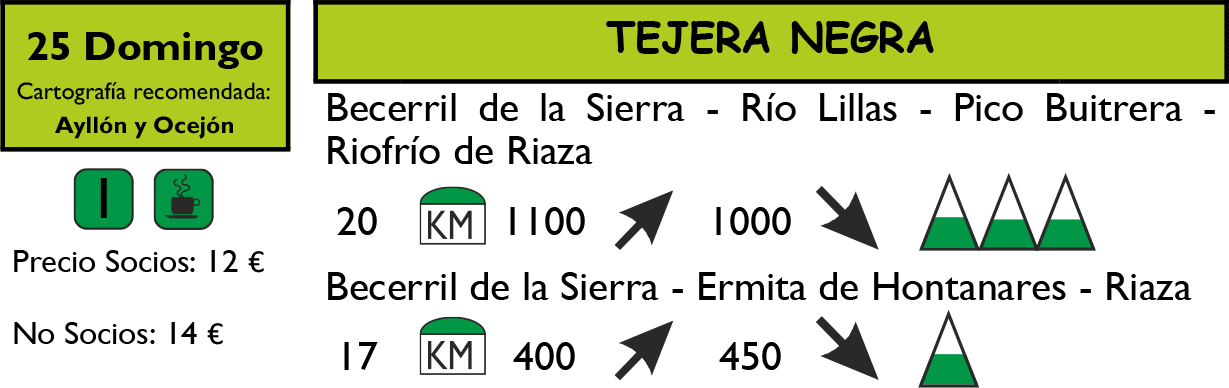 25 Domingo
Cartografía recomendada:
Ayllón y Ocejón
I
Precio Socios: 12 €
No Socios: 14 €
TEJERA NEGRA
Becerril de la Sierra - Río Lillas - Pico Buitrera -
Riofrío de Riaza
20 KM 1100 1000
Becerril de la Sierra - Ermita de Hontanares - Riaza
17 KM 400 450